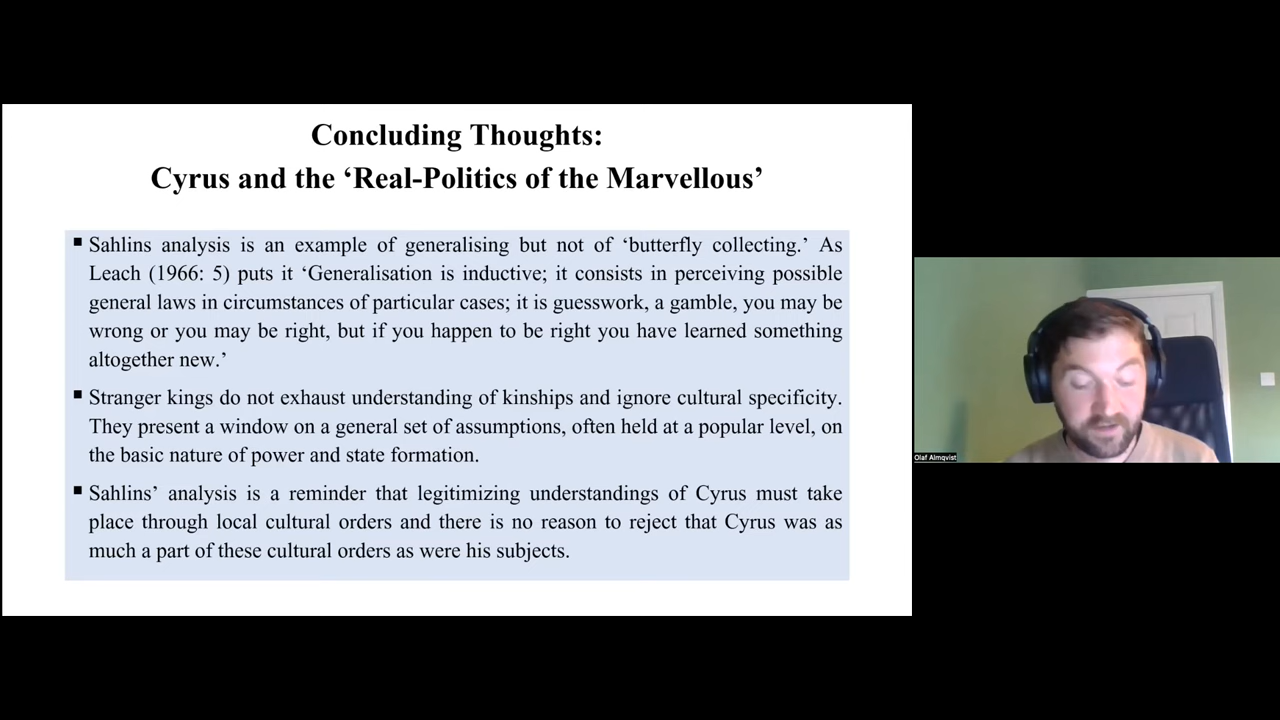 Concluding Thoughts:
Cyrus and the ‘Real-Politics of the Marvellous’
▪ Sahlins analysis is an example of generalising but not of ‘butterfly collecting.’ As
Leach (1966: 5) puts it ‘Generalisation is inductive; it consists in perceiving possible
general laws in circumstances of particular cases; it is guesswork, a gamble, you may be
wrong or you may be right, but if you happen to be right you have learned something
altogether new.’
▪ Stranger kings do not exhaust understanding of kinships and ignore cultural specificity.
They present a window on a general set of assumptions, often held at a popular level, on
the basic nature of power and state formation.
▪ Sahlins’ analysis is a reminder that legitimizing understandings of Cyrus must take
place through local cultural orders and there is no reason to reject that Cyrus was as
much a part of these cultural orders as were his subjects.
Olaf Almqvist